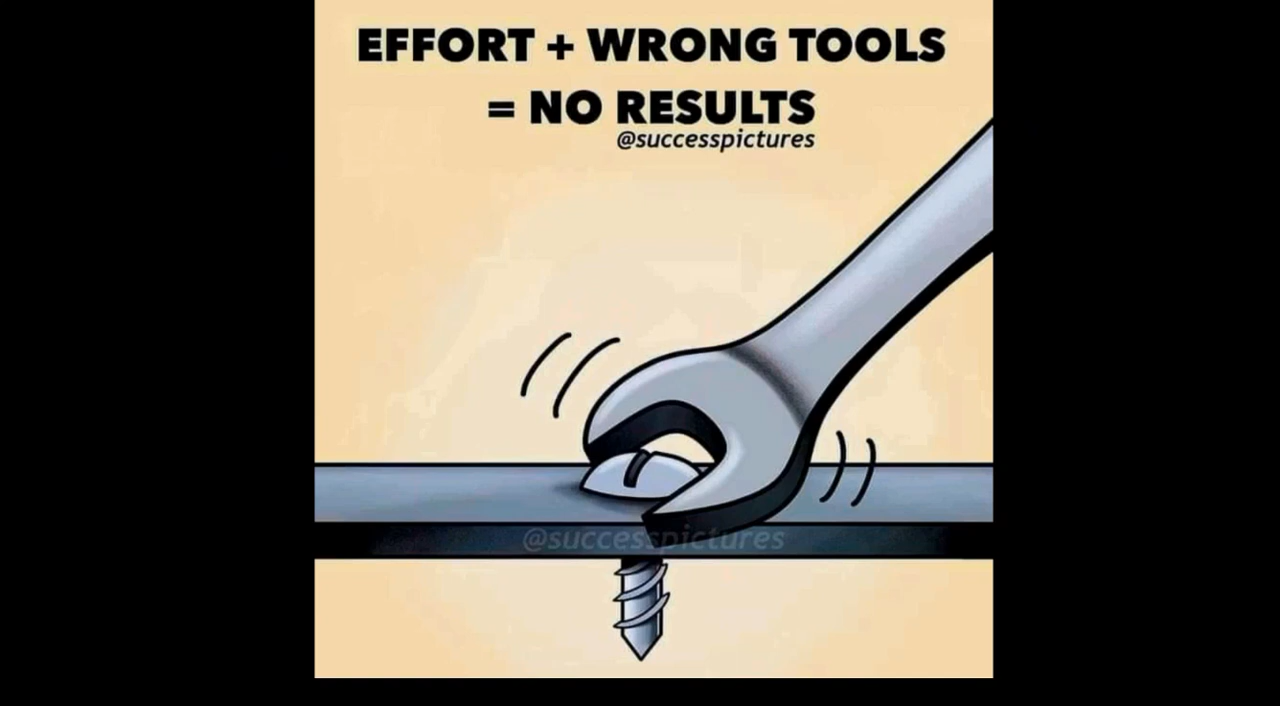 EFFORT + WRONG TOOLS
= NO RESULTS
@successpictures
@successpictures